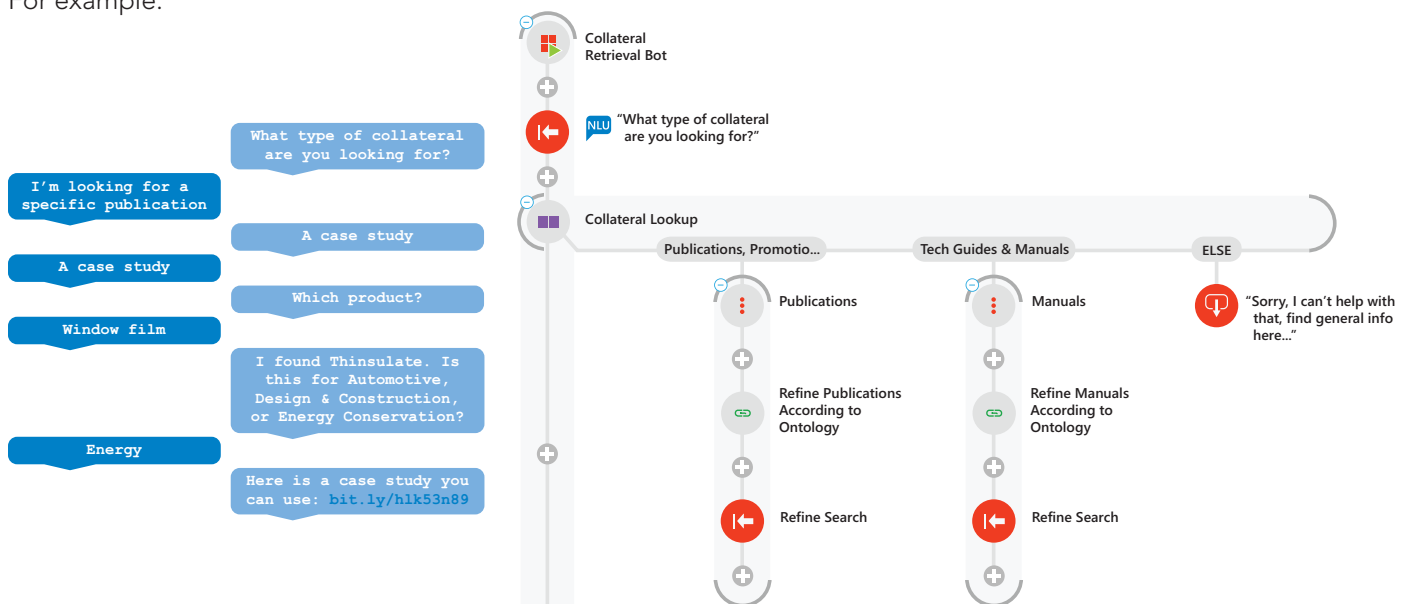 For example:
What type of collateral
are you looking for?
I'm looking for a
specific publication
A case study
A case study
Which product?
Window film
I found Thinsulate. Is
this for Automotive,
Design & Construction,
or Energy Conservation?
Energy
Here is a case study you
can use: bit.ly/hlk53n89
Collateral
Retrieval Bot
NLU
“What type of collateral
are you looking for?”
Collateral Lookup
Publications, Promotio...
Tech Guides & Manuals
ELSE
Publications
Refine Publications
According to
Ontology
Refine Search
Manuals
Refine Manuals
According to
Ontology
Refine Search
“Sorry, I can’t help with
that, find general info
here...”